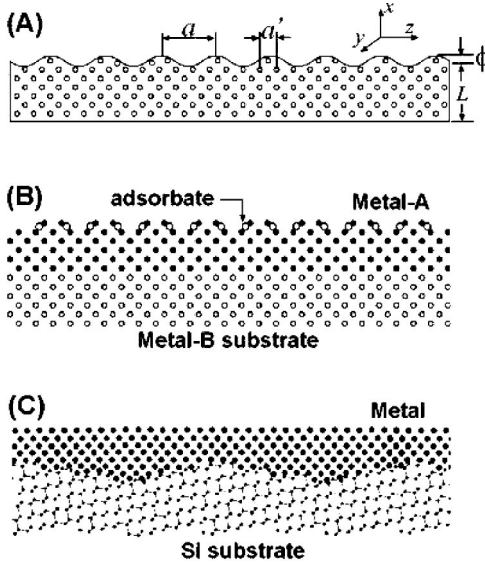 (A)
a
a'
x
y
z
L
(B)
adsorbate
Metal-A
Metal-B substrate
(C)
Metal
Si substrate